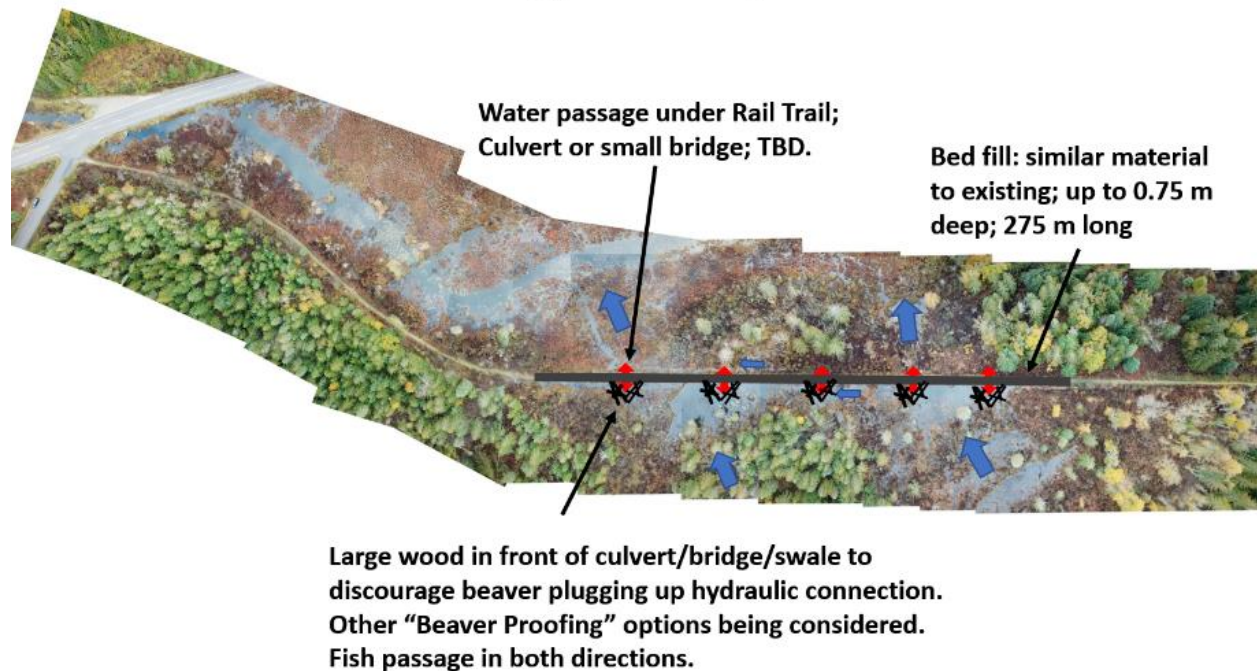 Water passage under Rail Trail;
Culvert or small bridge; TBD.
Bed fill: similar material
to existing; up to 0.75 m
deep; 275 m long
Large wood in front of culvert/bridge/swale to
discourage beaver plugging up hydraulic connection.
Other “Beaver Proofing” options being considered.
Fish passage in both directions.